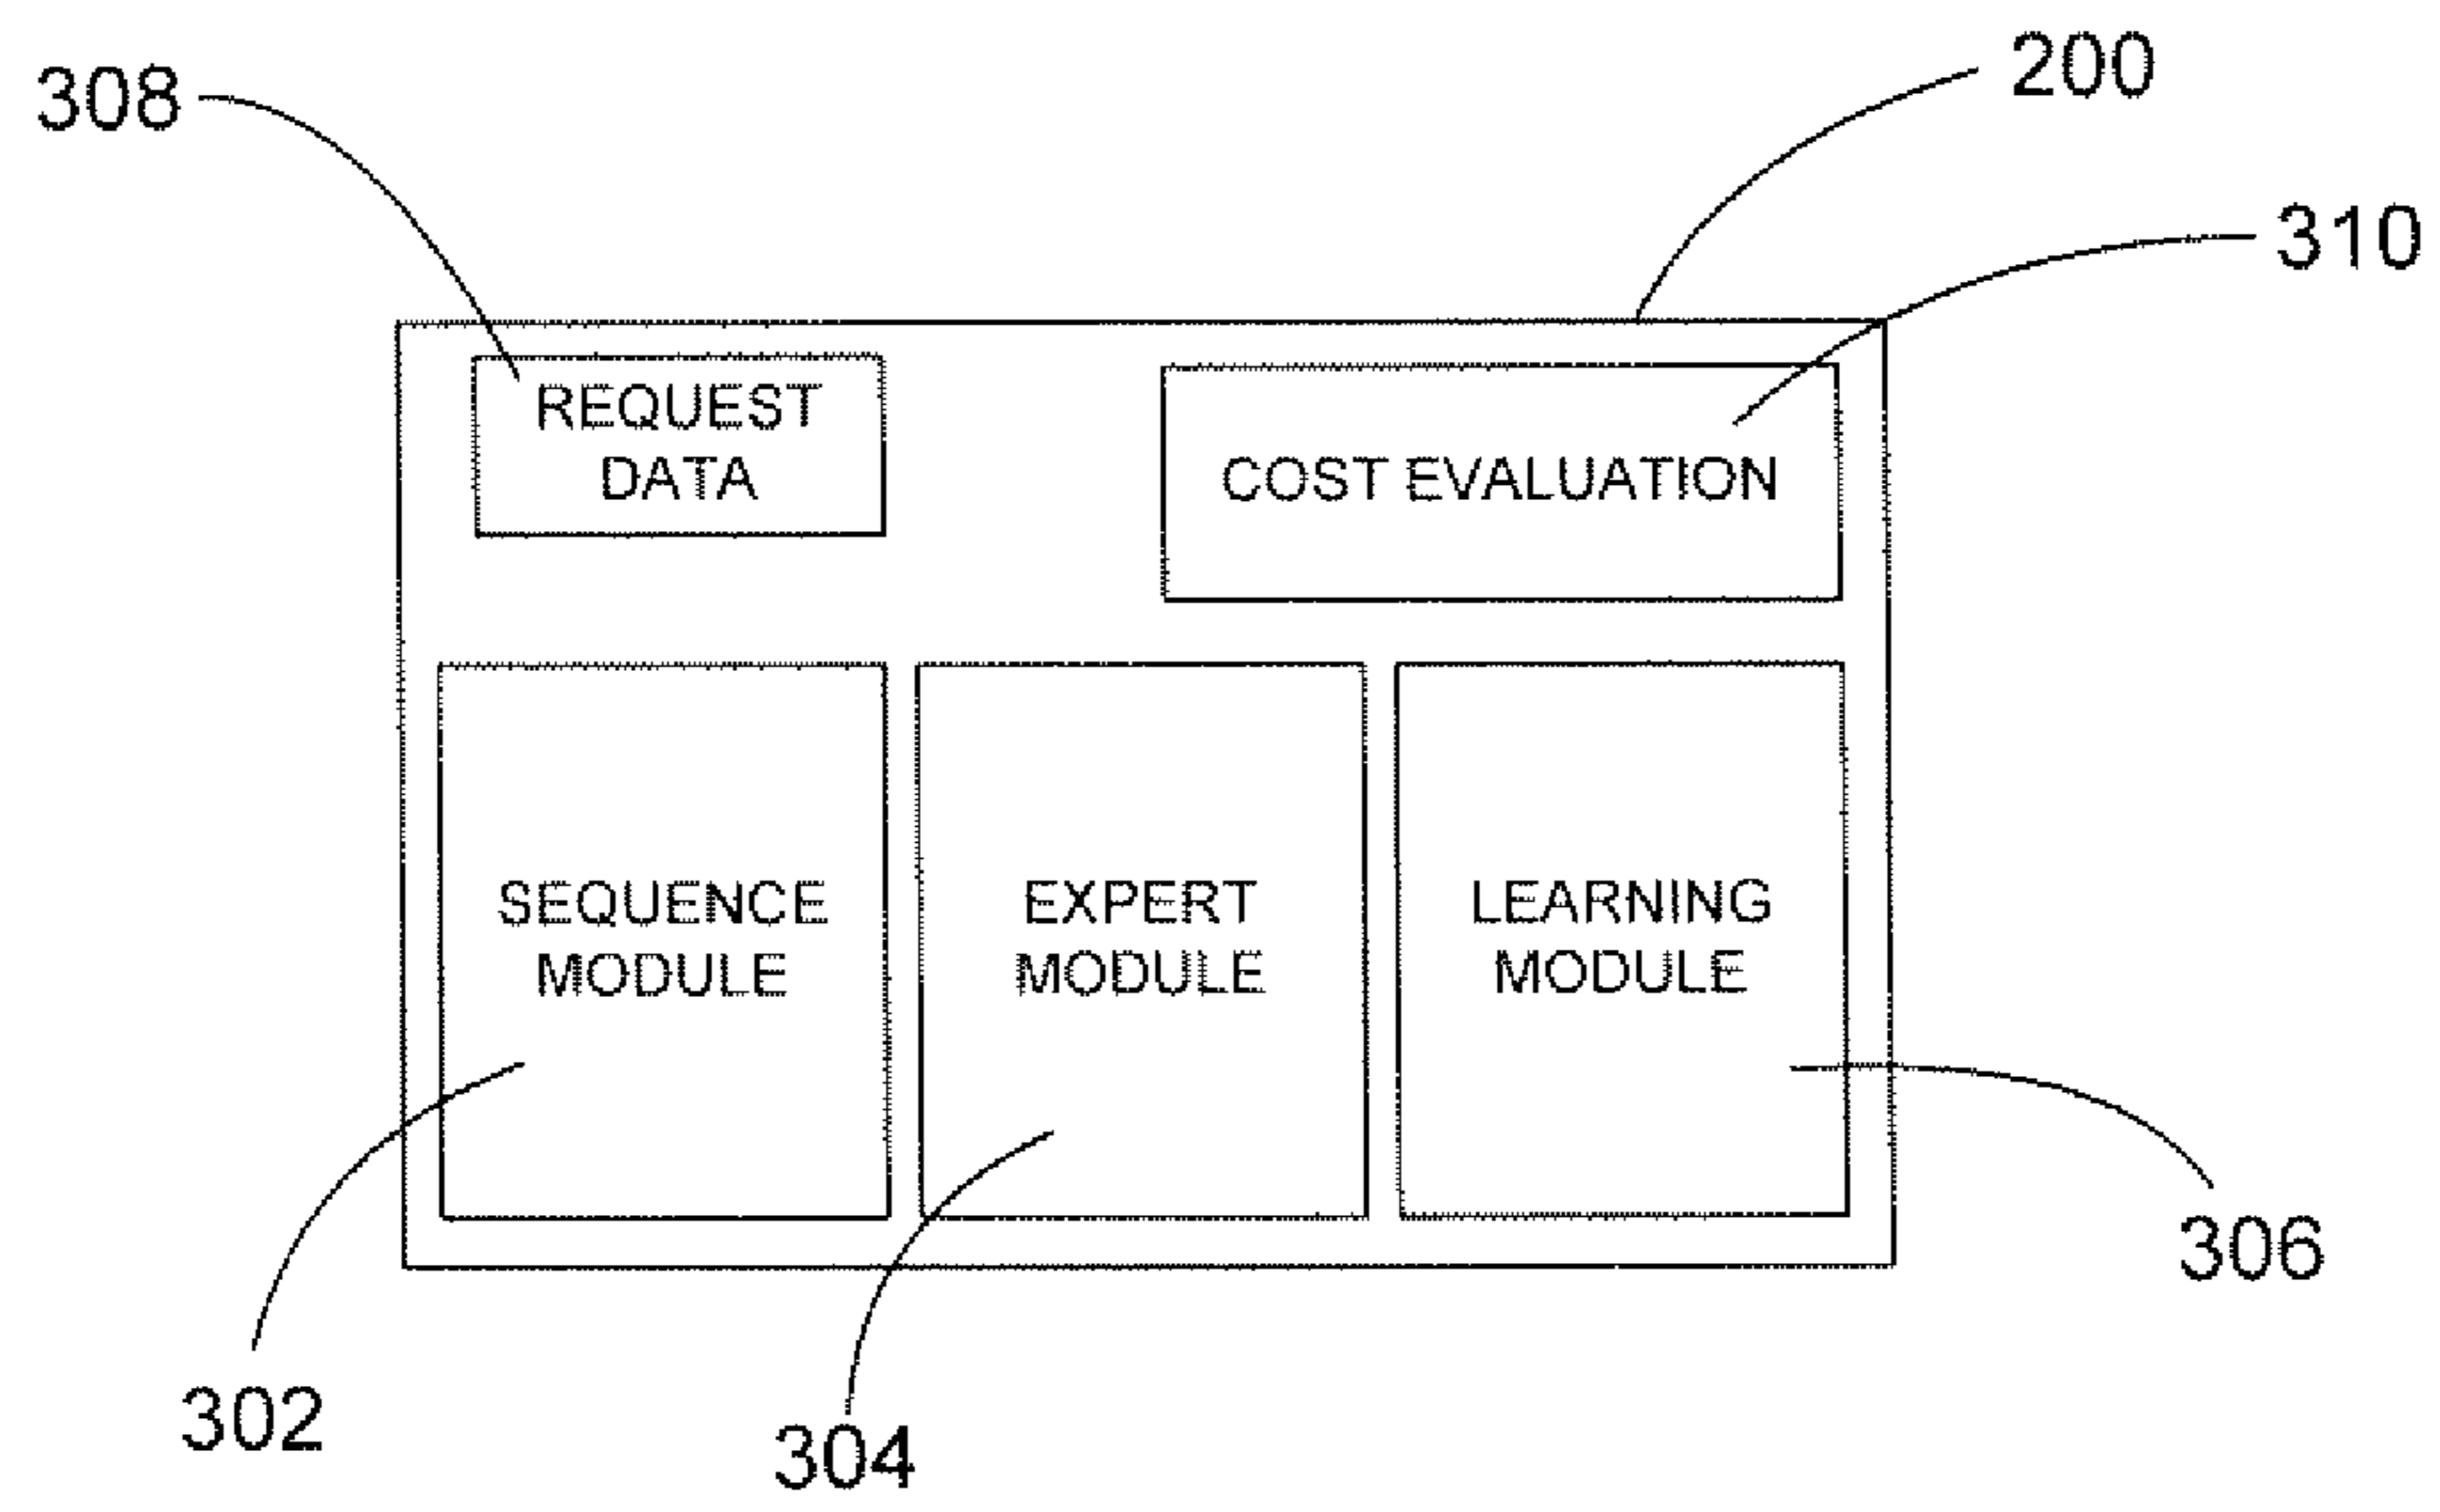 200
308
310
REQUEST
DATA
COST EVALUATION
SEQUENCE
MODULE
EXPERT
MODULE
LEARNING
MODULE
306
302
304